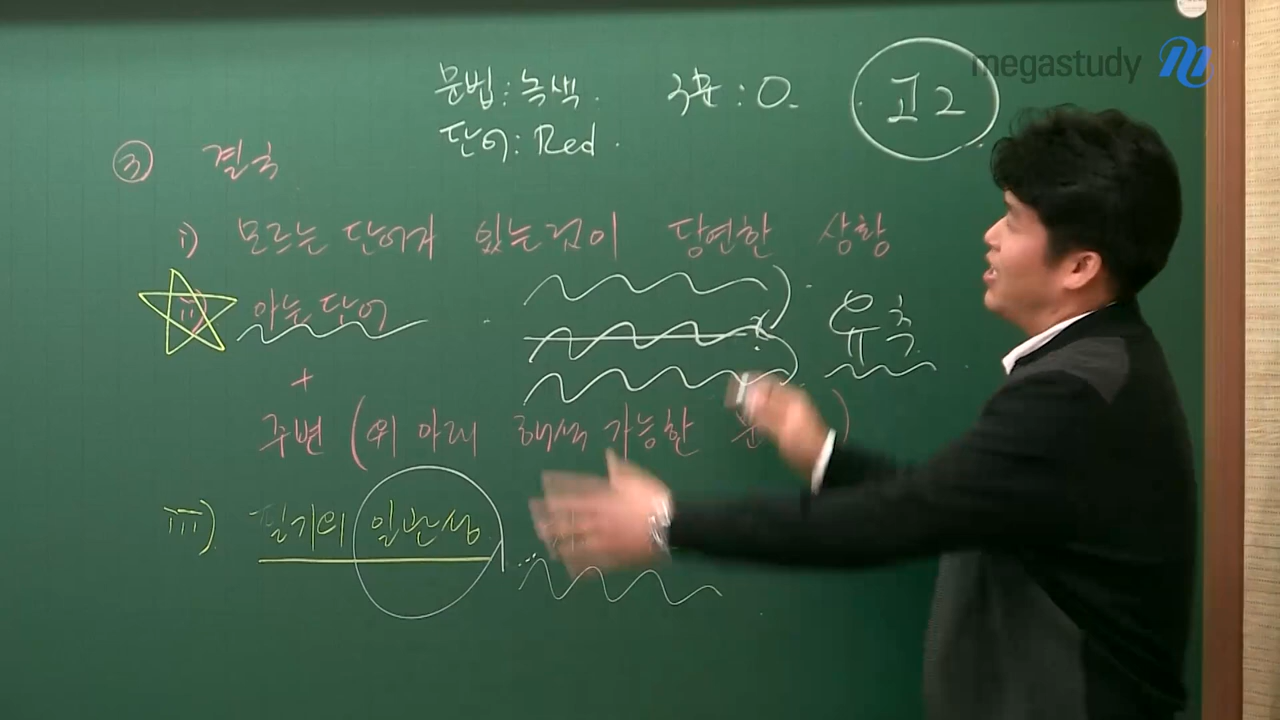 megastudy
문법 : 녹색. 구문 : O. 고2
단어 : Red.
③ 결측
i) 모르는 단어가 있는것이 당연한 상황
ii) 아는 단어 유추
+
주변 (위 아래 해석 가능한 문 )
iii) 필기의 일반성